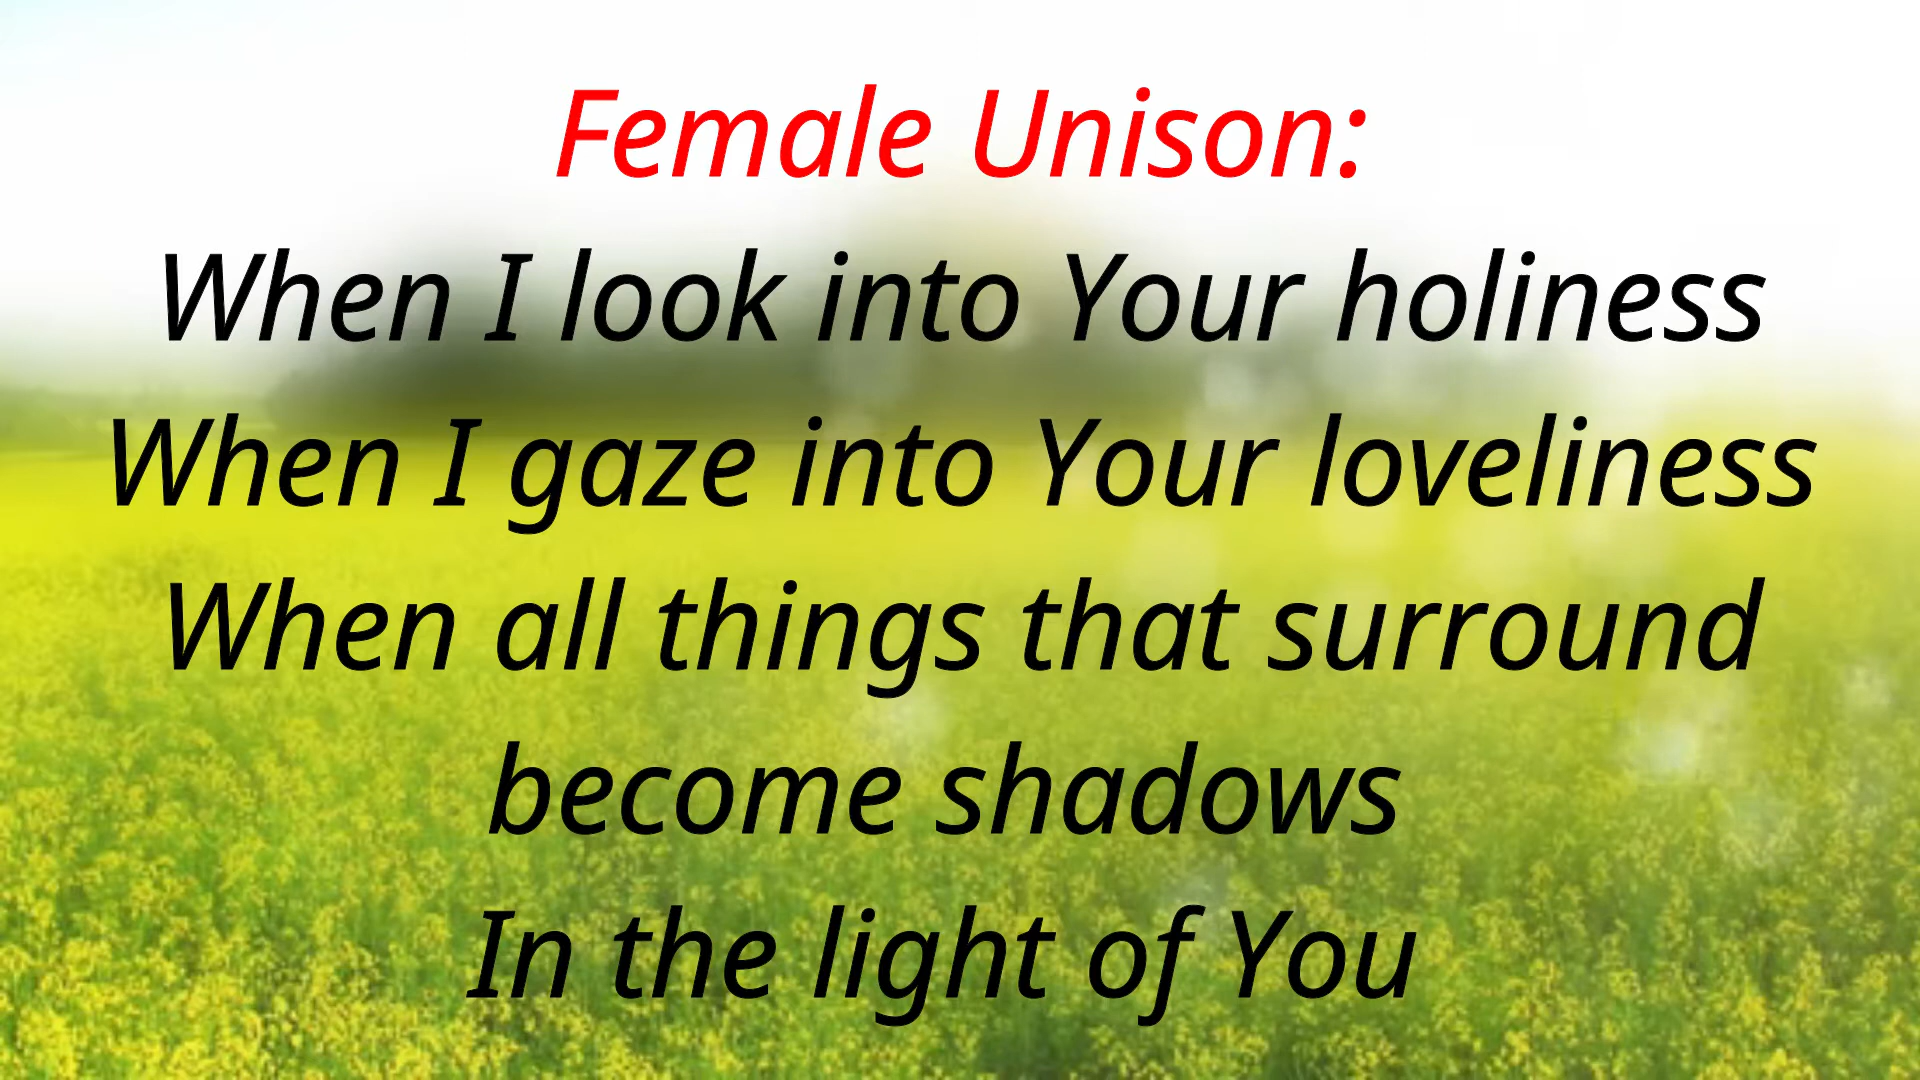 Female Unison:
When I look into Your holiness
When I gaze into Your loveliness
When all things that surround
become shadows
In the light of You